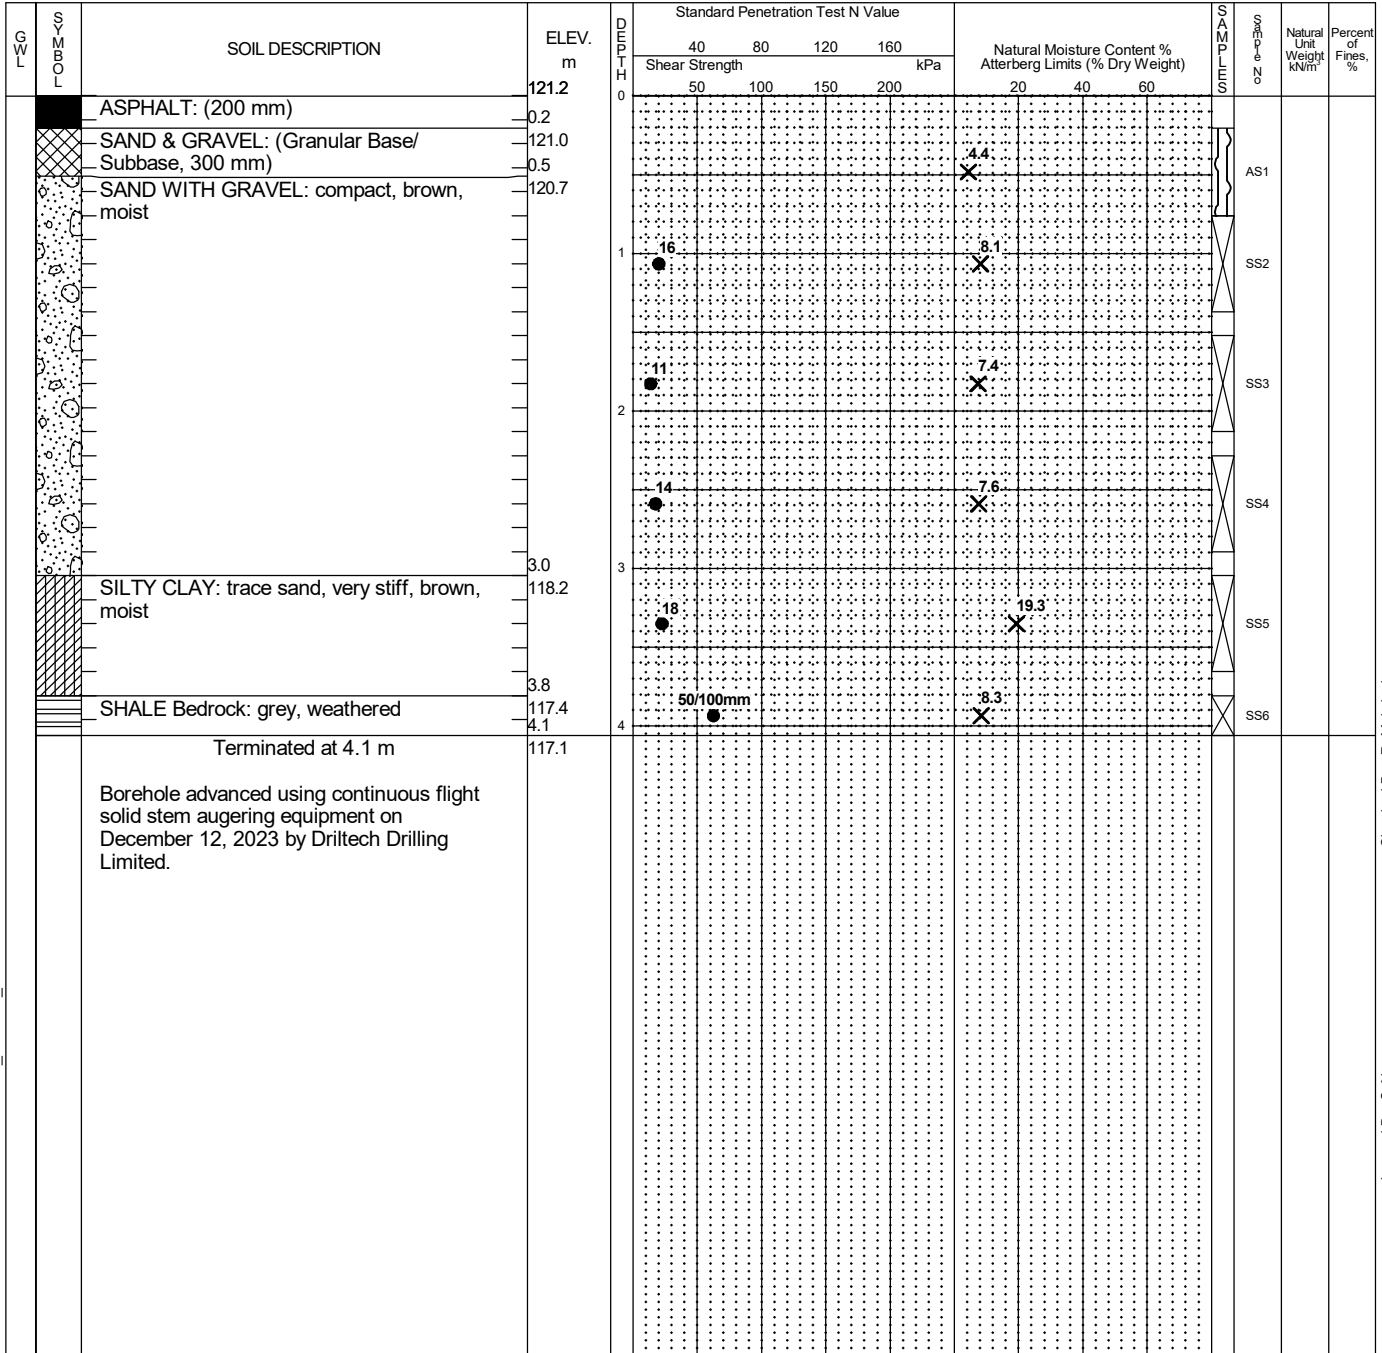 GWL
SYMBOL
SOIL DESCRIPTION
ELEV.
m
121.2
DEPTH
Standard Penetration Test N Value
40 80 120 160
Shear Strength kPa
50 100 150 200
Natural Moisture Content %
Atterberg Limits (% Dry Weight)
20 40 60
SAMPLES
Sample No
Natural
Unit
Weight
kN/m³
Percent
of
Fines,
%
0
ASPHALT: (200 mm)
0.2
SAND & GRAVEL: (Granular Base/
Subbase, 300 mm)
121.0
0.5
4.4
AS1
SAND WITH GRAVEL: compact, brown,
moist
120.7
1
16
8.1
SS2
11
7.4
SS3
2
14
7.6
SS4
3.0
3
SILTY CLAY: trace sand, very stiff, brown,
moist
118.2
18
19.3
SS5
3.8
SHALE Bedrock: grey, weathered
117.4
4.1
50/100mm
8.3
SS6
4
Terminated at 4.1 m
117.1
Borehole advanced using continuous flight
solid stem augering equipment on
December 12, 2023 by Driltech Drilling
Limited.